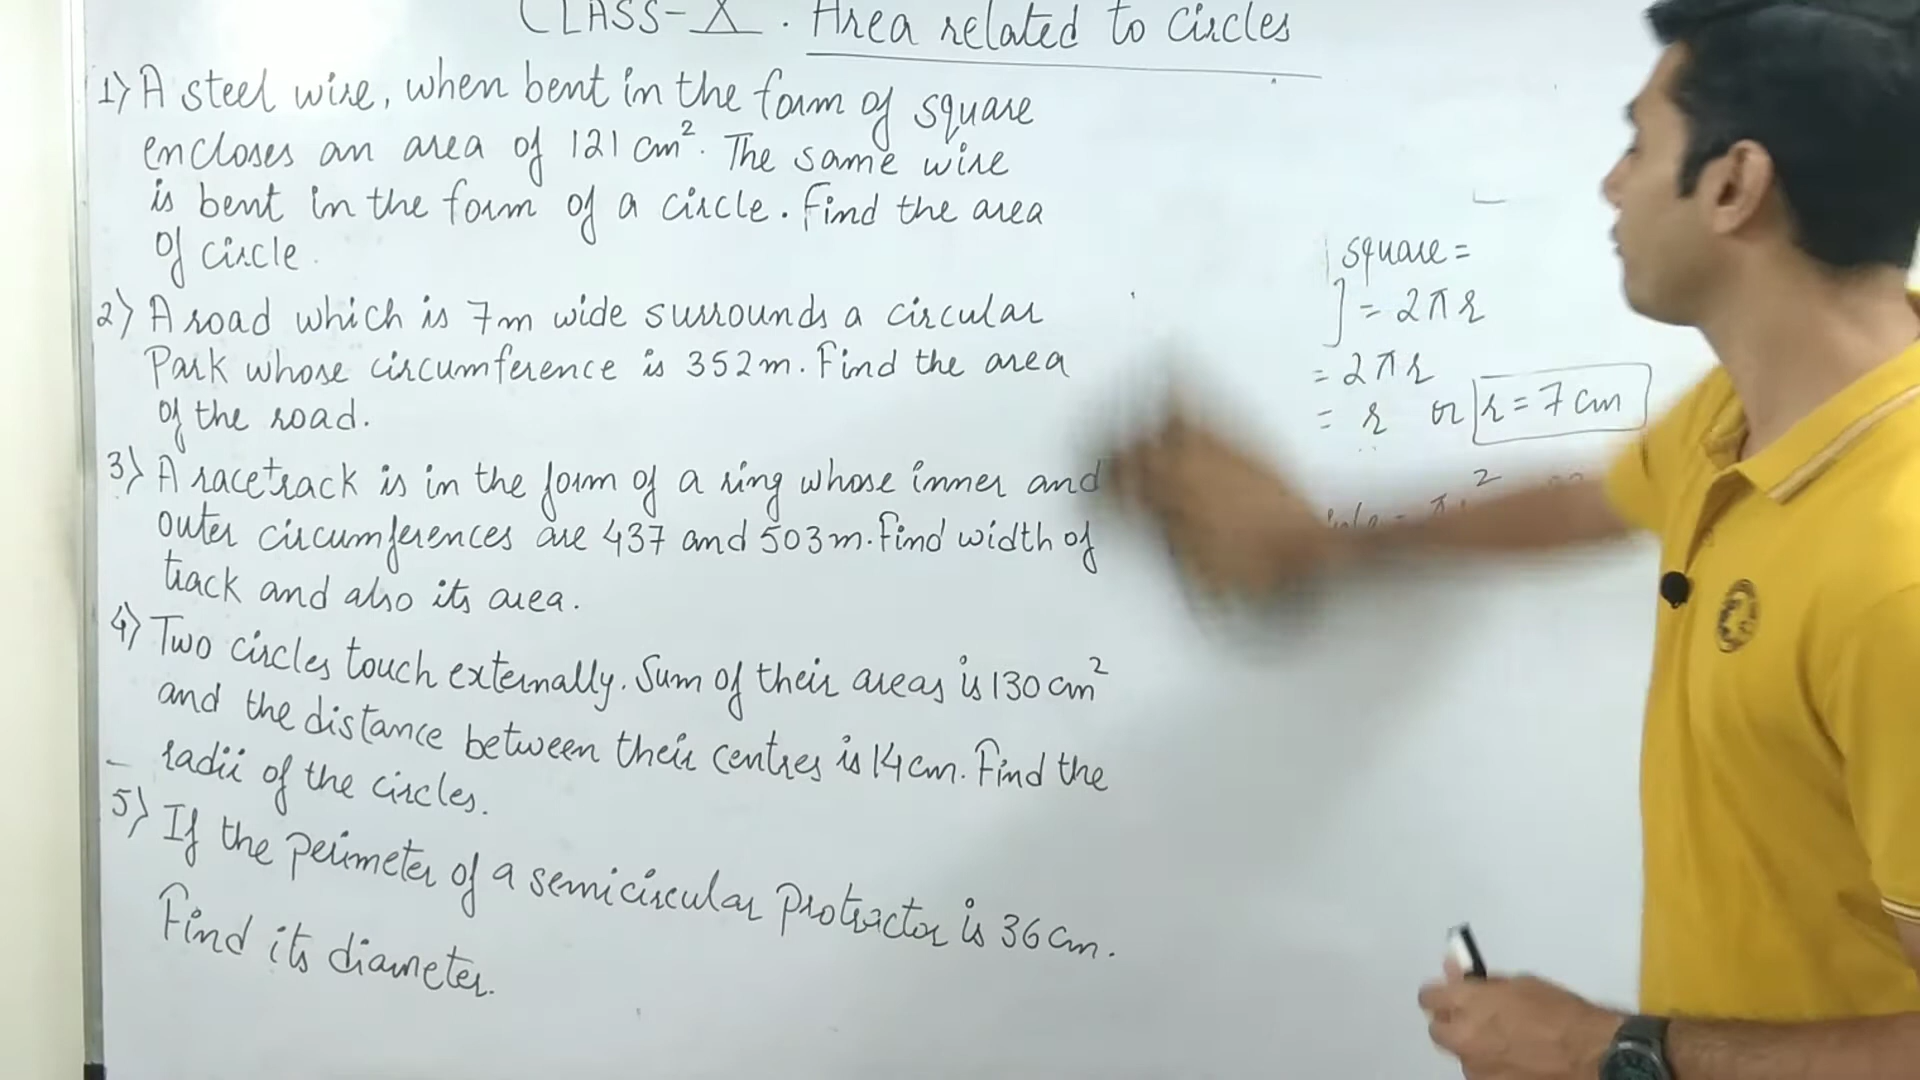 CLASS-X. Area related to circles
1) A steel wire, when bent in the form of square
encloses an area of 121 cm². The same wire
is bent in the form of a circle. Find the area
of circle.
2) A road which is 7m wide surrounds a circular
Park whose circumference is 352m. Find the area
of the road.
3) A racetrack is in the form of a ring whose inner and
outer circumferences are 437 and 503m. Find width of
track and also its area.
4) Two circles touch externally. Sum of their areas is 130 cm²
and the distance between their centres is 14 cm. Find the
radii of the circles.
5) If the perimeter of a semicircular protractor is 36 cm.
Find its diameter.
square =
] = 2πr
= 2πr
= r or r = 7 cm